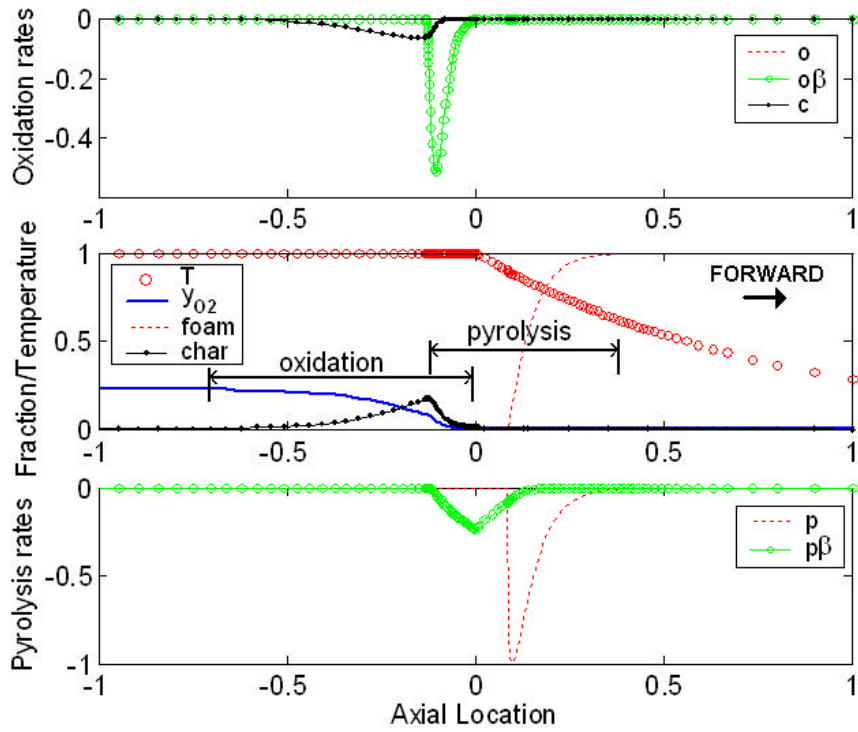 Oxidation rates
0
-0.2
-0.4
-1
-0.5
0
0.5
1
o
oβ
c
Fraction/Temperature
1
0.5
0
-1
-0.5
0
0.5
1
T
yO2
foam
char
oxidation
pyrolysis
FORWARD
Pyrolysis rates
0
-0.5
-1
-1
-0.5
0
0.5
1
p
pβ
Axial Location